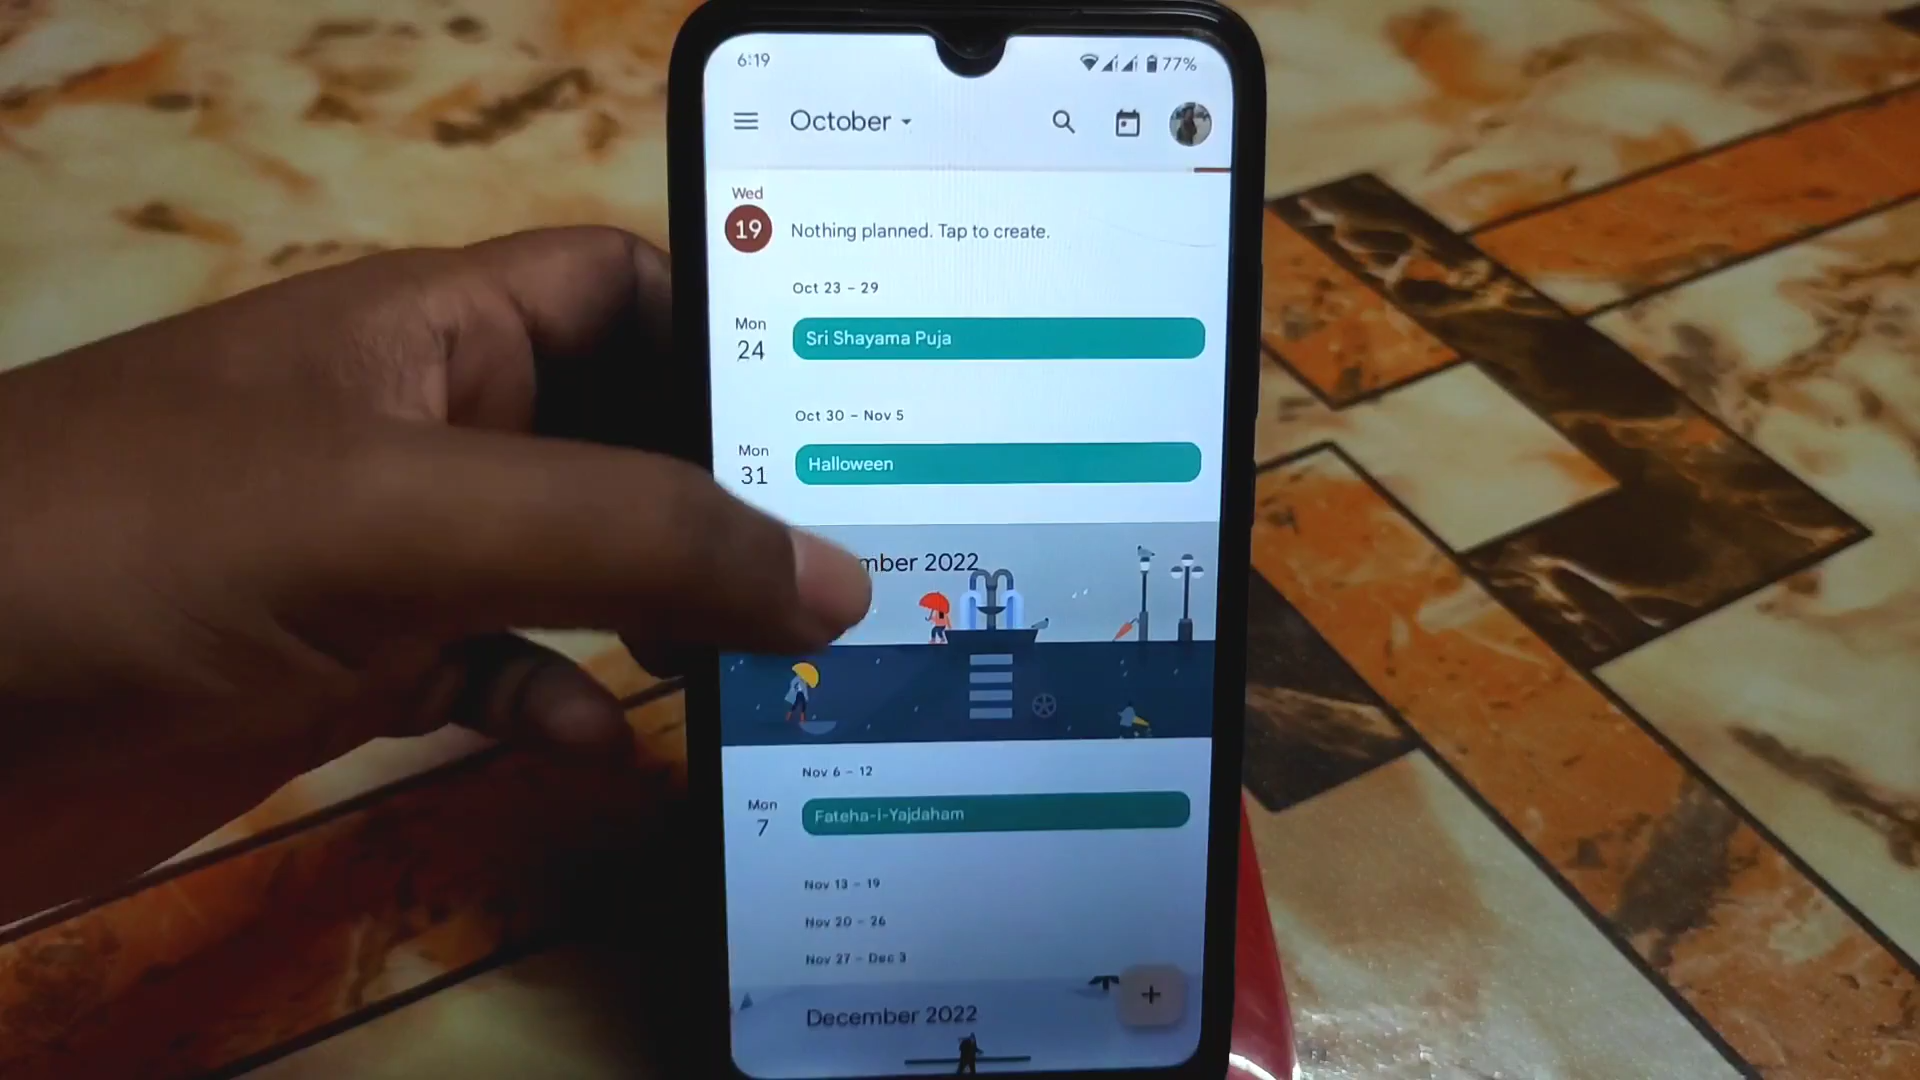 6:19
77%
October
Wed
19
Nothing planned. Tap to create.
Oct 23 – 29
Mon
24
Sri Shayama Puja
Oct 30 – Nov 5
Mon
31
Halloween
mber 2022
Nov 6 – 12
Mon
7
Fateha-i-Yajdaham
Nov 13 – 19
Nov 20 – 26
Nov 27 – Dec 3
December 2022